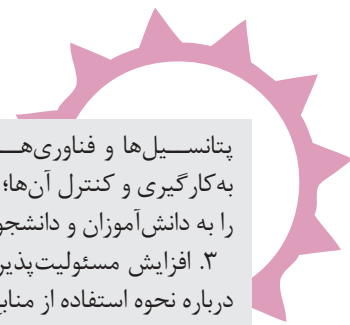 پتانسیل‌ها و فناوری‌هـ
به‌کارگیری و کنترل آن‌ها؛
را به دانش‌آموزان و دانشجو
۳. افزایش مسئولیت‌پذیر
درباره نحوه استفاده از منابع